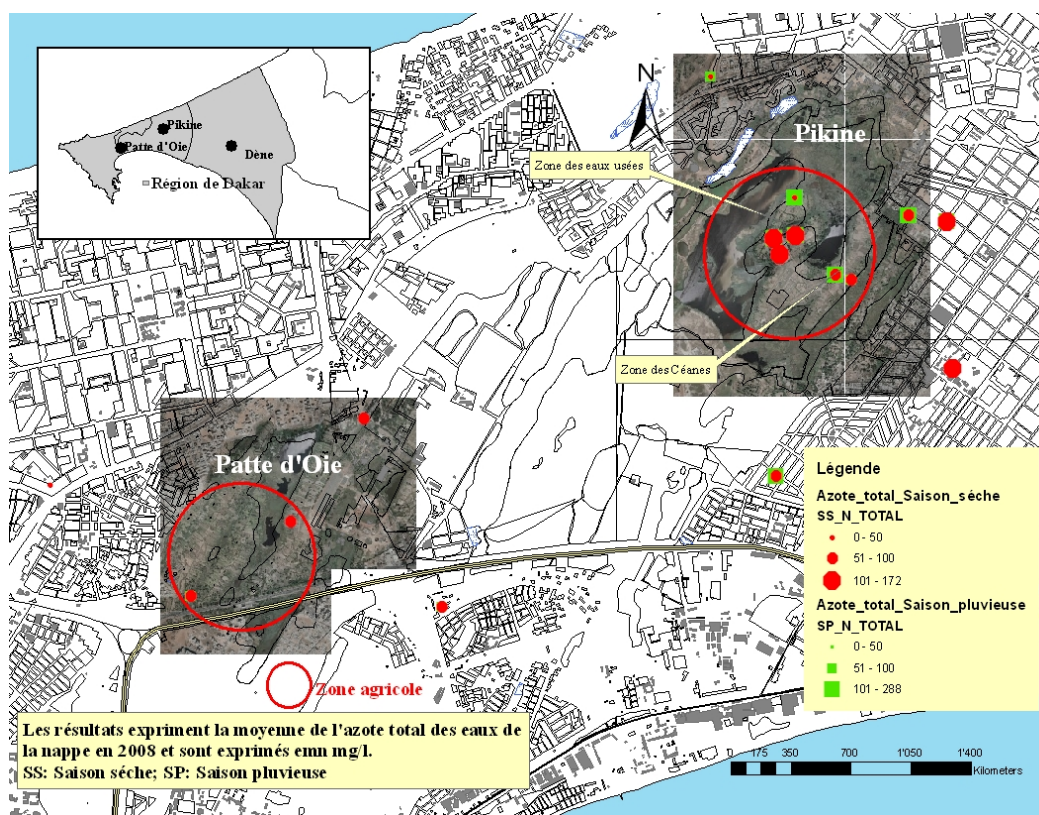 N
Pikine
Patte d'Oie
Dène
Région de Dakar
Pikine
Zone des eaux usées
Zone des Céanes
Patte d'Oie
Légende
Azote_total_Saison_séche
SS_N_TOTAL
0 - 50
51 - 100
101 - 172
Azote_total_Saison_pluvieuse
SP_N_TOTAL
0 - 50
51 - 100
101 - 288
Zone agricole
Les résultats expriment la moyenne de l'azote total des eaux de
la nappe en 2008 et sont exprimés emn mg/l.
SS: Saison séche; SP: Saison pluvieuse
0 175 350 700 1'050 1'400
Kilometers